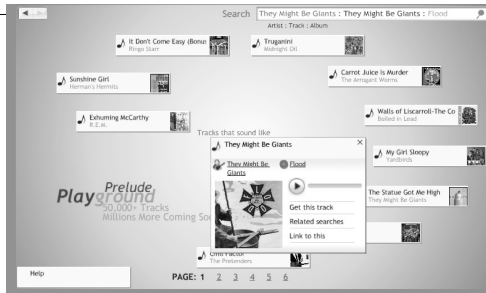 Search They Might Be Giants : They Might Be Giants : Flood
Artist : Track : Album
It Don't Come Easy (Bonus
Ringo Starr
Truganini
Midnight Oil
Sunshine Girl
Herman's Hermits
Carrot Juice is Murder
The Arrogant Worms
Exhuming McCarthy
R.E.M.
Walls of Liscarroll-The Co
Boiled in Lead
Tracks that sound like
They Might Be Giants
My Girl Sloopy
Yardbirds
They Might Be
Giants
Flood
The Statue Got Me High
They Might Be Giants
Prelude
Playground
50,000+ Tracks
Millions More Coming Soo
Get this track
Related searches
Link to this
Chill Factor
The Pretenders
Help
PAGE: 1 2 3 4 5 6